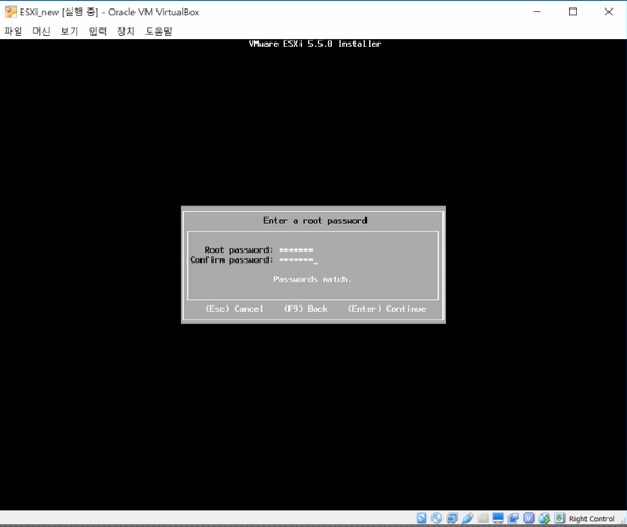 ESXi_new [실행 중] - Oracle VM VirtualBox
파일 머신 보기 입력 장치 도움말
VMware ESXi 5.5.0 Installer
Enter a root password
Root password: *******
Confirm password: *******_
Passwords match.
(Esc) Cancel (F9) Back (Enter) Continue
Right Control